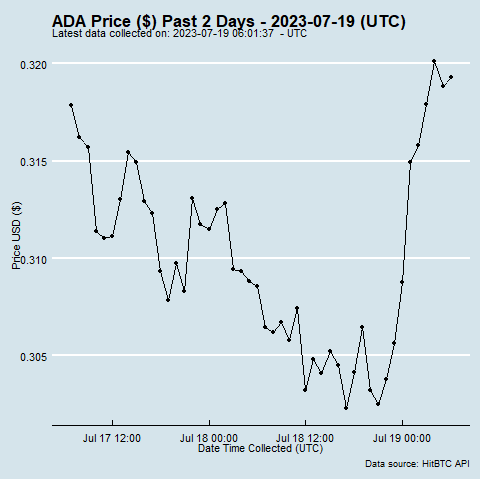 ADA Price ($) Past 2 Days - 2023-07-19 (UTC)
Latest data collected on: 2023-07-19 06:01:37  - UTC
0.320
0.315
0.310
0.305
Price USD ($)
Jul 17 12:00
Jul 18 00:00
Jul 18 12:00
Jul 19 00:00
Date Time Collected (UTC)
Data source: HitBTC API